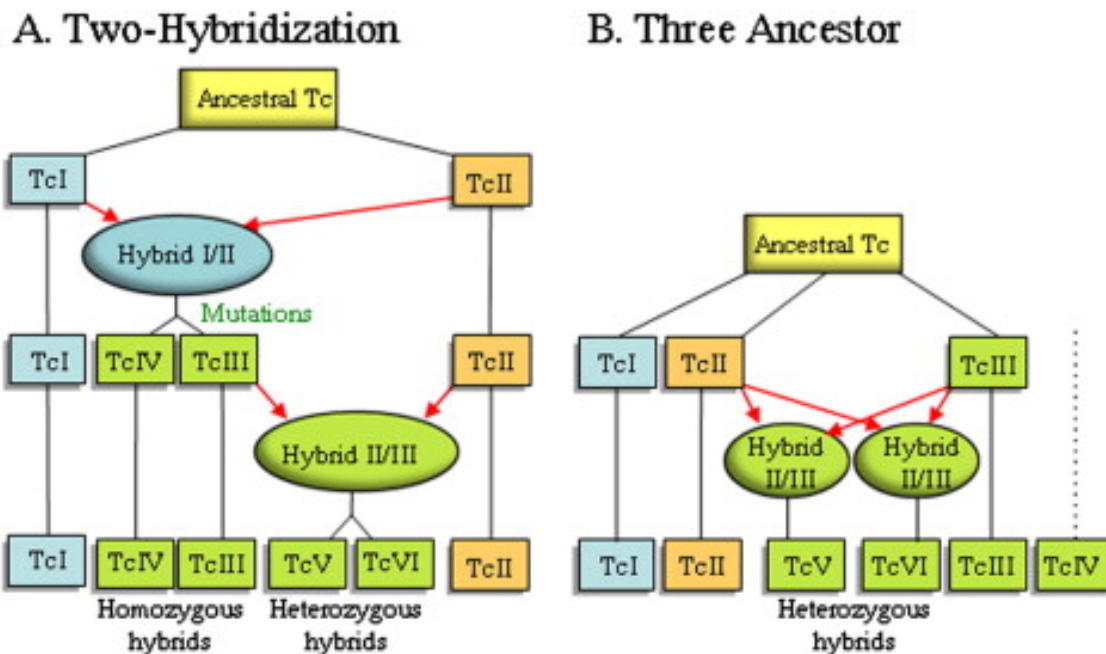 A. Two-Hybridization
Ancestral Tc
TcI
TcII
Hybrid I/II
Mutations
TcI
TcIV
TcIII
TcII
Hybrid II/III
TcI
TcIV
TcIII
TcV
TcVI
TcII
Homozygous
hybrids
Heterozygous
hybrids
B. Three Ancestor
Ancestral Tc
TcI
TcII
TcIII
Hybrid
II/III
Hybrid
II/III
TcI
TcII
TcV
TcVI
TcIII
TcIV
Heterozygous
hybrids